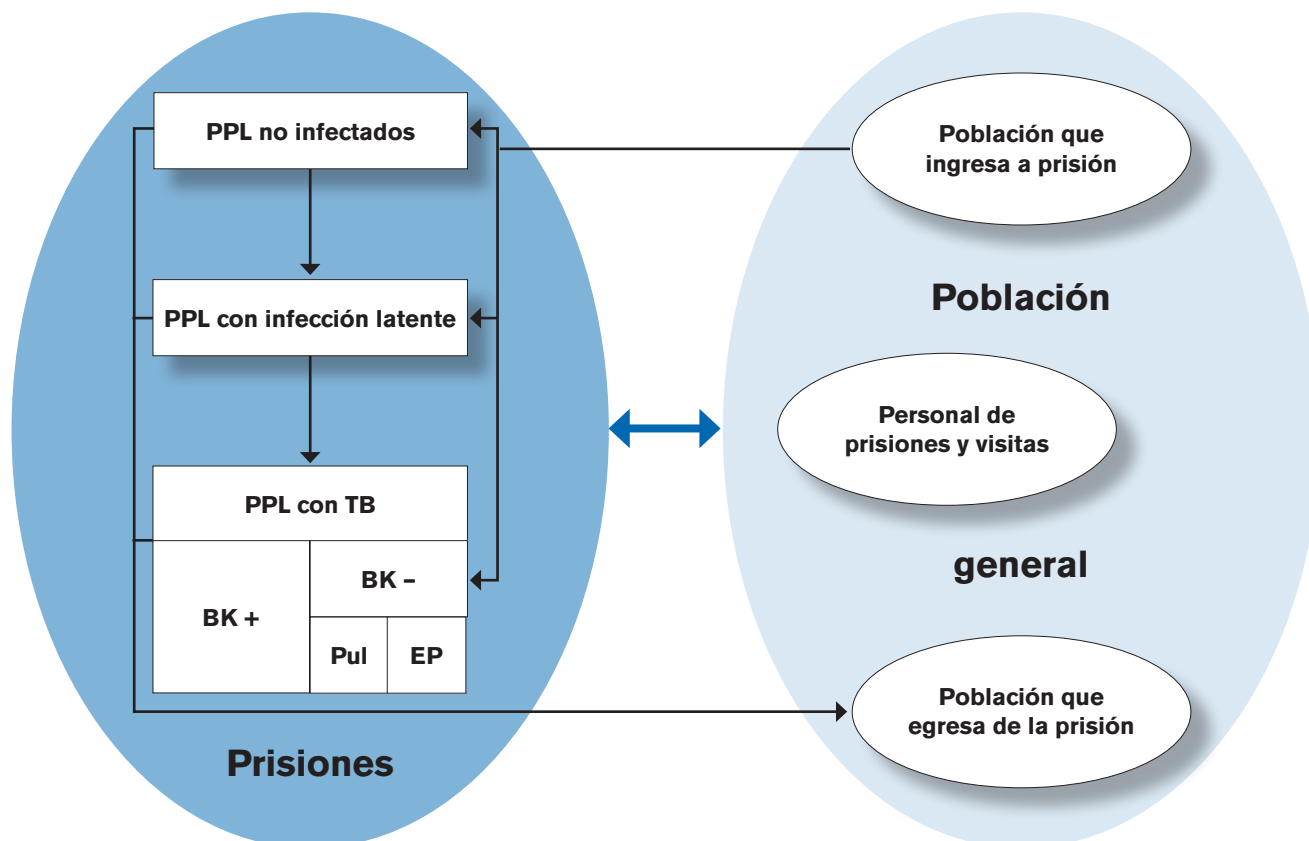 PPL no infectados
PPL con infección latente
PPL con TB
BK +
BK –
Pul
EP
Prisiones
Población que
ingresa a prisión
Población
Personal de
prisiones y visitas
general
Población que
egresa de la prisión